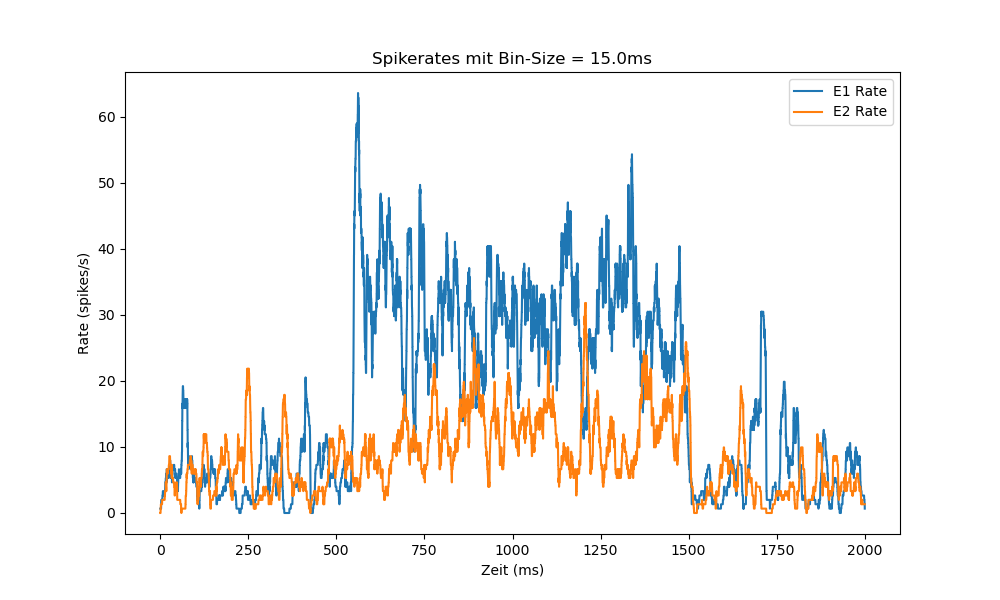 Spikerates mit Bin-Size = 15.0ms
E1 Rate
E2 Rate
60
50
40
30
20
10
0
Rate (spikes/s)
0 250 500 750 1000 1250 1500 1750 2000
Zeit (ms)